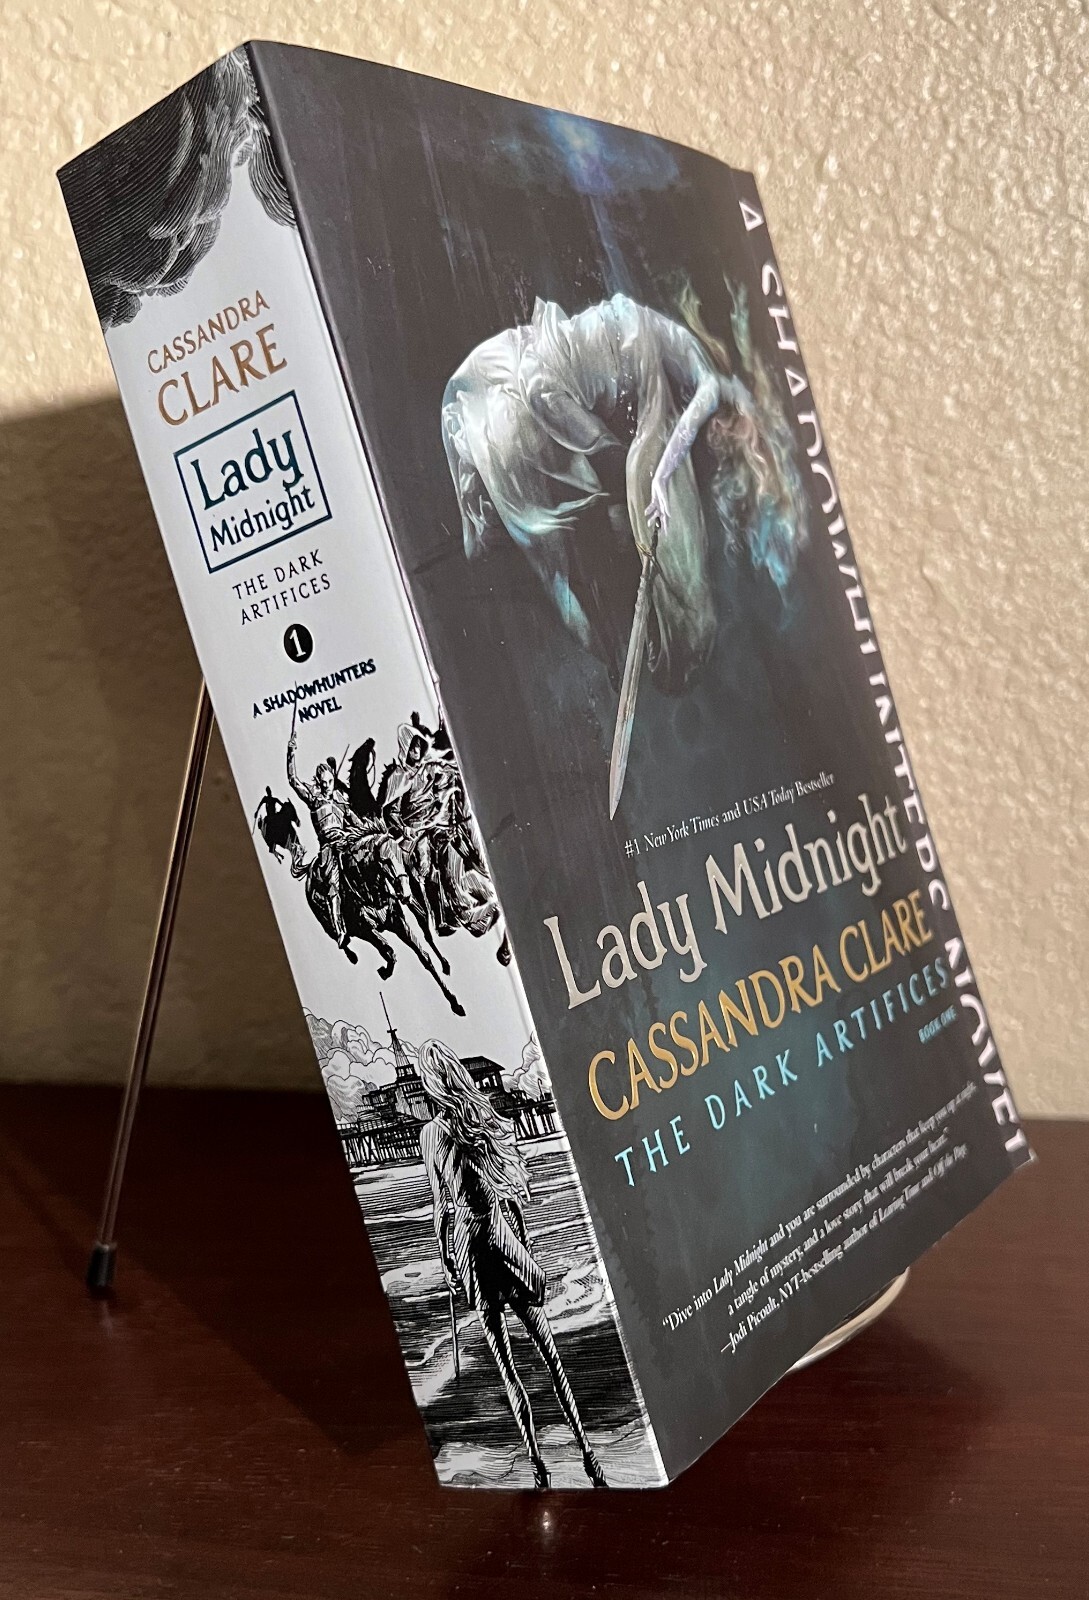 CASSANDRA
CLARE
Lady
Midnight
THE DARK
ARTIFICES
1
A SHADOWHUNTERS
NOVEL
#1 New York Times and USA Today Bestseller
Lady Midnight
CASSANDRA CLARE
THE DARK ARTIFICES
BOOK ONE
"Dive into Lady Midnight and you are surrounded by characters that keep you up at night,
a tangle of mystery, and a love story that will break your heart."
—Jodi Picoult, NYT-bestselling author of Leaving Time and Off the Page
A SHADOWHUNTERS NOVEL